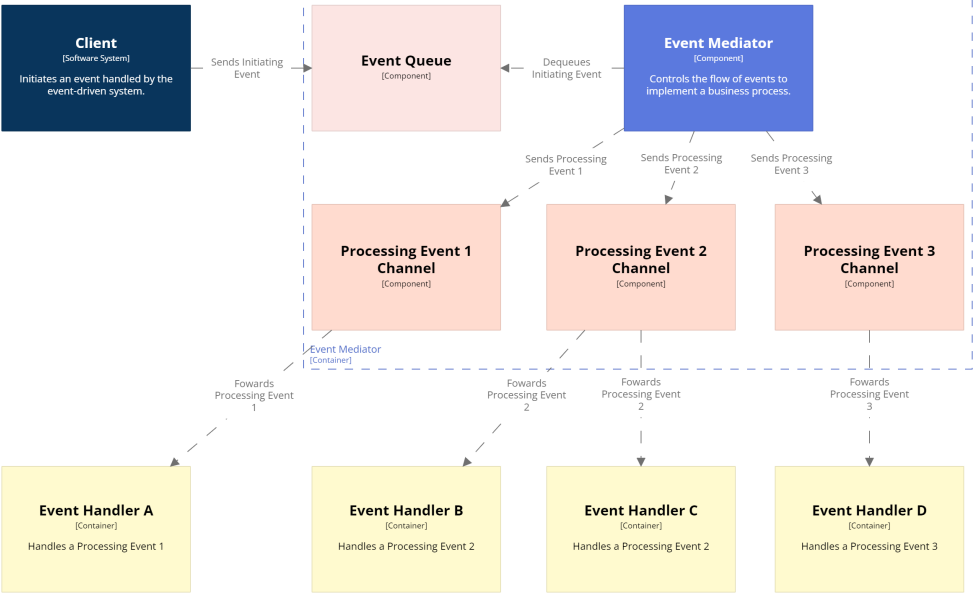 Client
[Software System]
Initiates an event handled by the
event-driven system.
Sends Initiating
Event
Event Queue
[Component]
Dequeues
Initiating Event
Event Mediator
[Component]
Controls the flow of events to
implement a business process.
Sends Processing
Event 1
Sends Processing
Event 2
Sends Processing
Event 3
Processing Event 1
Channel
[Component]
Processing Event 2
Channel
[Component]
Processing Event 3
Channel
[Component]
Event Mediator
[Container]
Fowards
Processing Event
1
Fowards
Processing Event
2
Fowards
Processing Event
2
Fowards
Processing Event
3
Event Handler A
[Container]
Handles a Processing Event 1
Event Handler B
[Container]
Handles a Processing Event 2
Event Handler C
[Container]
Handles a Processing Event 2
Event Handler D
[Container]
Handles a Processing Event 3